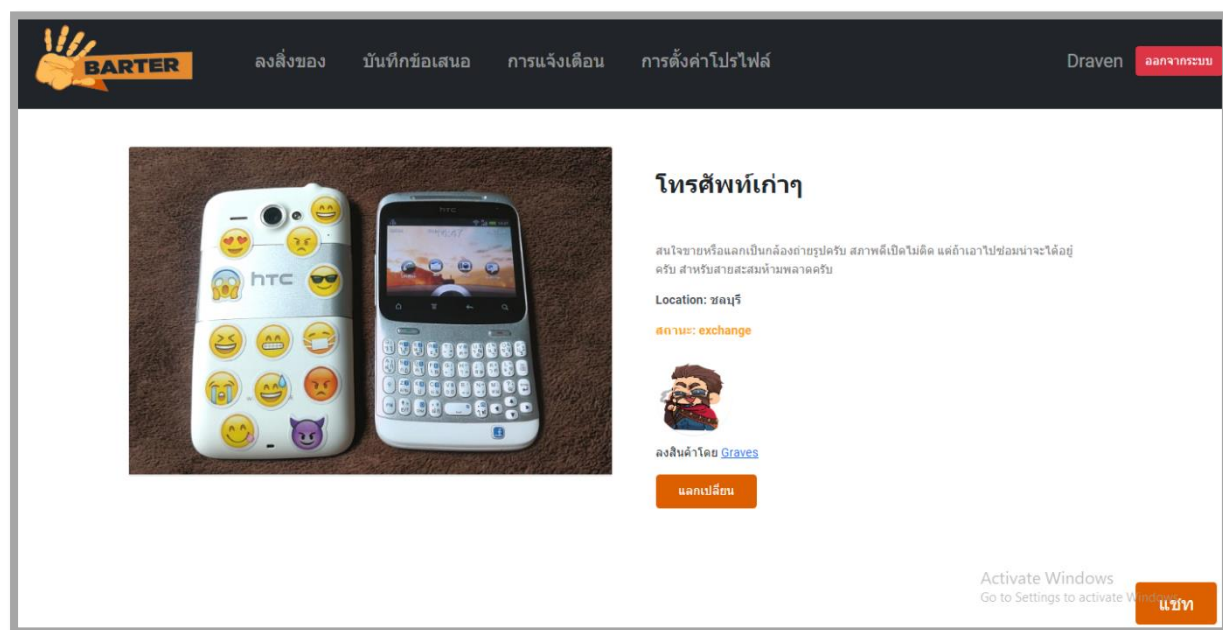 BARTER
ลงสิ่งของ บันทึกข้อเสนอ การแจ้งเตือน การตั้งค่าโปรไฟล์ Draven ออกจากระบบ
โทรศัพท์เก่าๆ
สนใจขายหรือแลกเป็นกล้องถ่ายรูปครับ สภาพดีเปิดไม่ติด แต่ถ้าเอาไปซ่อมน่าจะได้อยู่
ครับ สำหรับสายสะสมห้ามพลาดครับ
Location: ชลบุรี
สถานะ: exchange
ลงสินค้าโดย Graves
แลกเปลี่ยน
hTC
Activate Windows
Go to Settings to activate Windows.
แชท